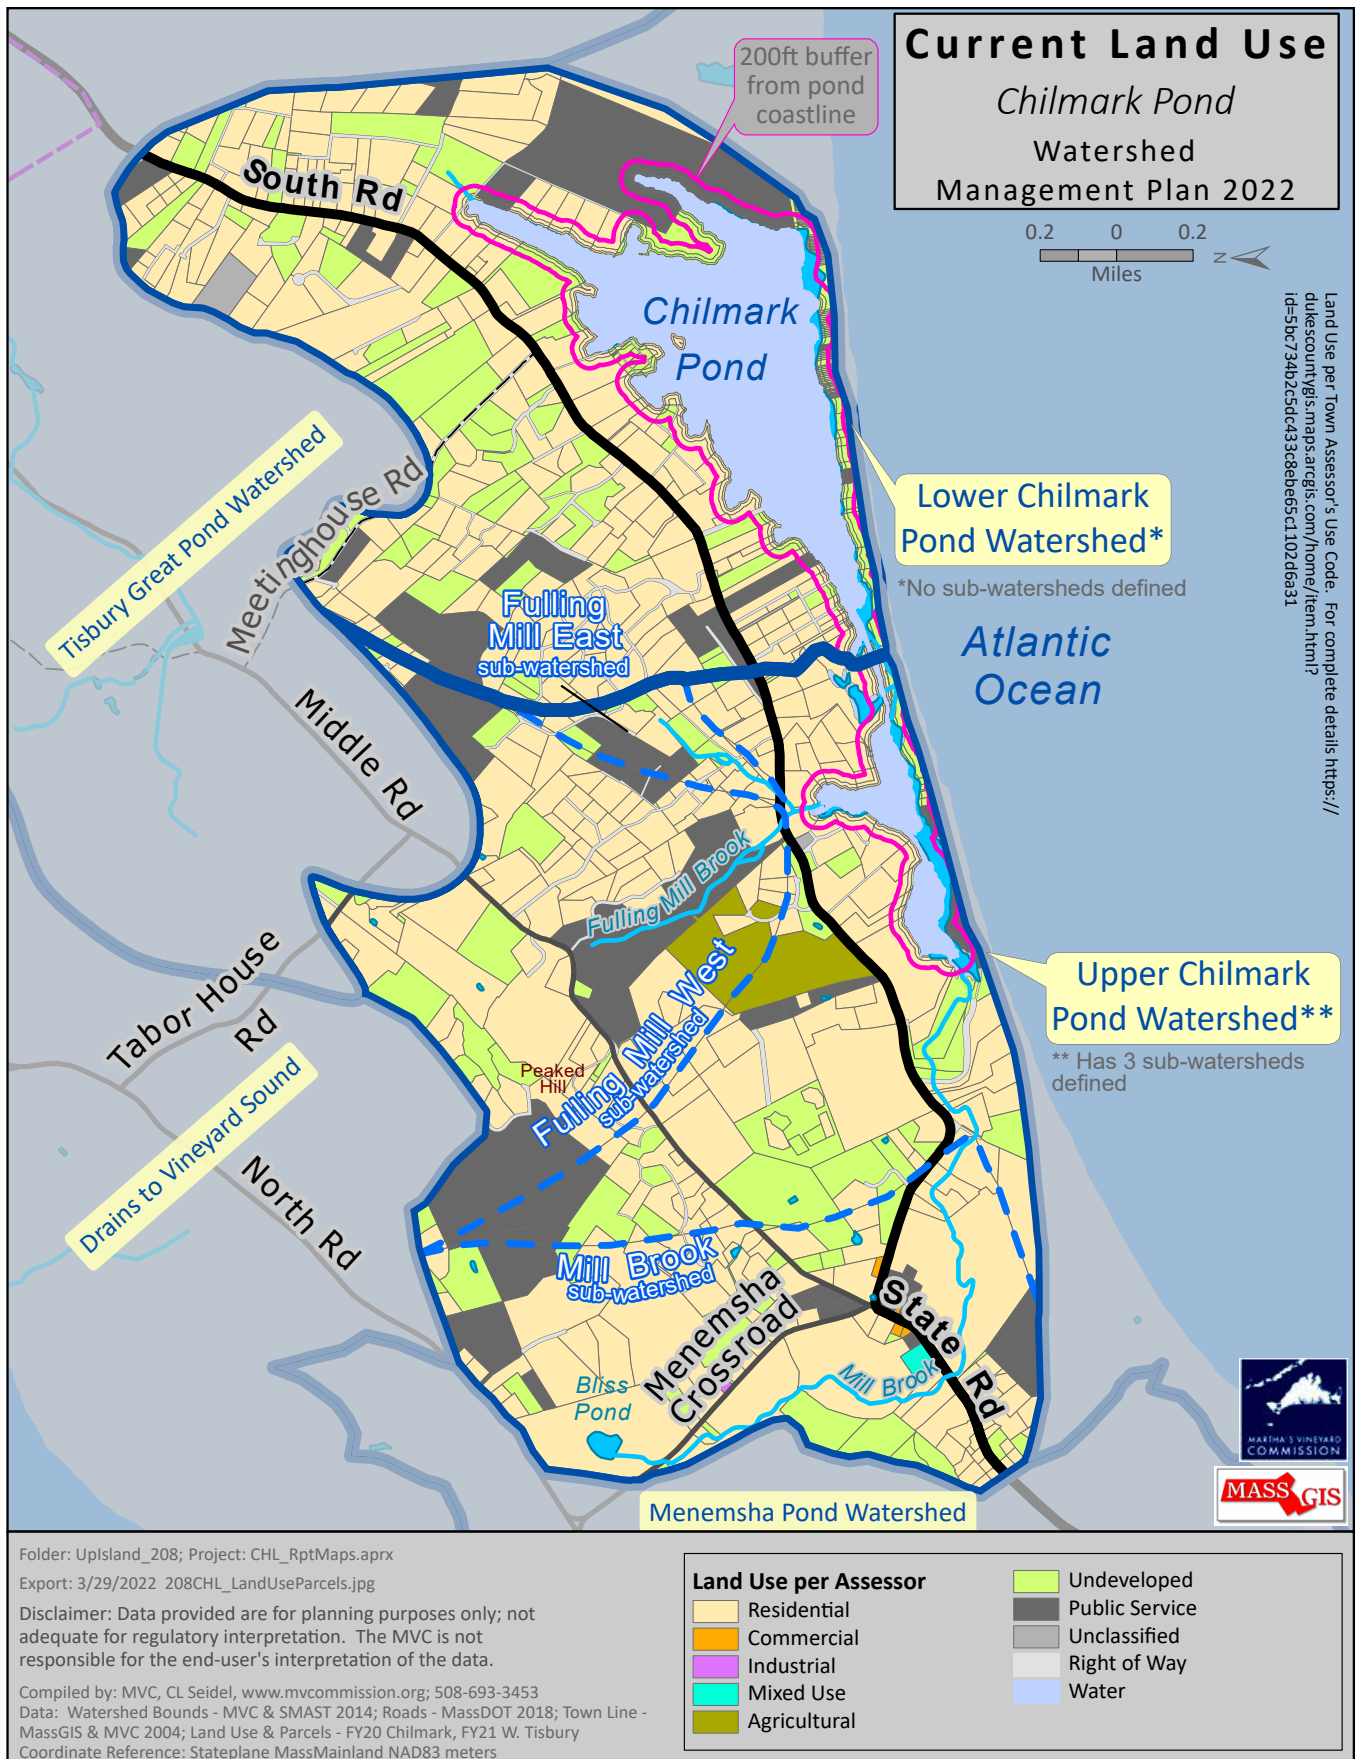 Current Land Use
Chilmark Pond
Watershed
Management Plan 2022
0.2 0 0.2
Miles
N
200ft buffer
from pond
coastline
South Rd
Chilmark
Pond
Land Use per Town Assessor's Use Code. For complete details https://
dukescountygis.maps.arcgis.com/home/item.html?
id=5bc734b2c5dc433c8ebe65c1102d6a31
Tisbury Great Pond Watershed
Meetinghouse Rd
Lower Chilmark
Pond Watershed*
*No sub-watersheds defined
Fulling
Mill East
sub-watershed
Atlantic
Ocean
Middle Rd
Fulling Mill Brook
Tabor House
Rd
Fulling Mill West
sub-watershed
Upper Chilmark
Pond Watershed**
** Has 3 sub-watersheds
defined
Peaked
Hill
Drains to Vineyard Sound
North Rd
Mill Brook
sub-watershed
Menemsha
Crossroad
State Rd
Mill Brook
Bliss
Pond
MARTHA'S VINEYARD
COMMISSION
MASS GIS
Menemsha Pond Watershed
Folder: UpIsland_208; Project: CHL_RptMaps.aprx
Export: 3/29/2022 208CHL_LandUseParcels.jpg
Disclaimer: Data provided are for planning purposes only; not
adequate for regulatory interpretation. The MVC is not
responsible for the end-user's interpretation of the data.
Compiled by: MVC, CL Seidel, www.mvcommission.org; 508-693-3453
Data: Watershed Bounds - MVC & SMAST 2014; Roads - MassDOT 2018; Town Line -
MassGIS & MVC 2004; Land Use & Parcels - FY20 Chilmark, FY21 W. Tisbury
Coordinate Reference: Stateplane MassMainland NAD83 meters
Land Use per Assessor
Residential
Commercial
Industrial
Mixed Use
Agricultural
Undeveloped
Public Service
Unclassified
Right of Way
Water